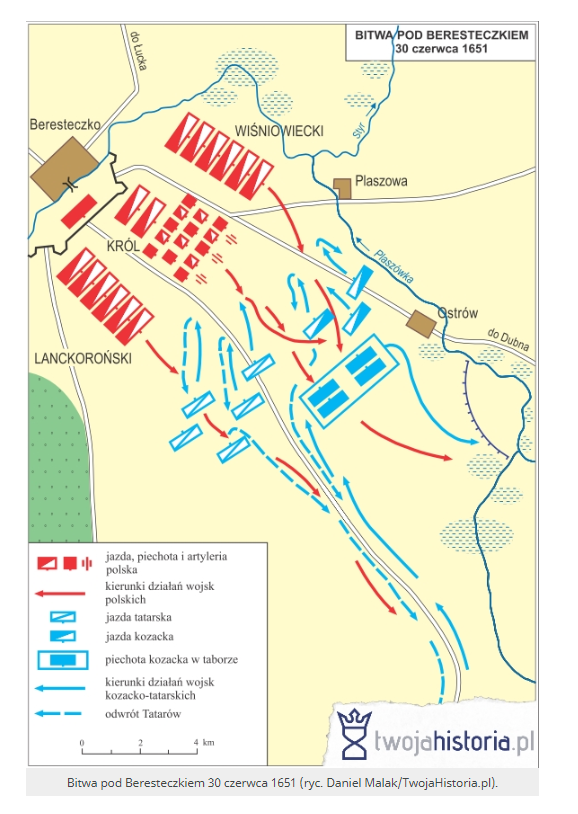 BITWA POD BERESTECZKIEM
30 czerwca 1651
do Łucka
Beresteczko
WIŚNIOWIECKI
Styr
Plaszowa
KRÓL
Plaszówka
Ostrów
do Dubna
LANCKOROŃSKI
jazda, piechota i artyleria
polska
kierunki działań wojsk
polskich
jazda tatarska
jazda kozacka
piechota kozacka w taborze
kierunki działań wojsk
kozacko-tatarskich
odwrót Tatarów
0 2 4 km
twojahistoria.pl
Bitwa pod Beresteczkiem 30 czerwca 1651 (ryc. Daniel Malak/TwojaHistoria.pl).